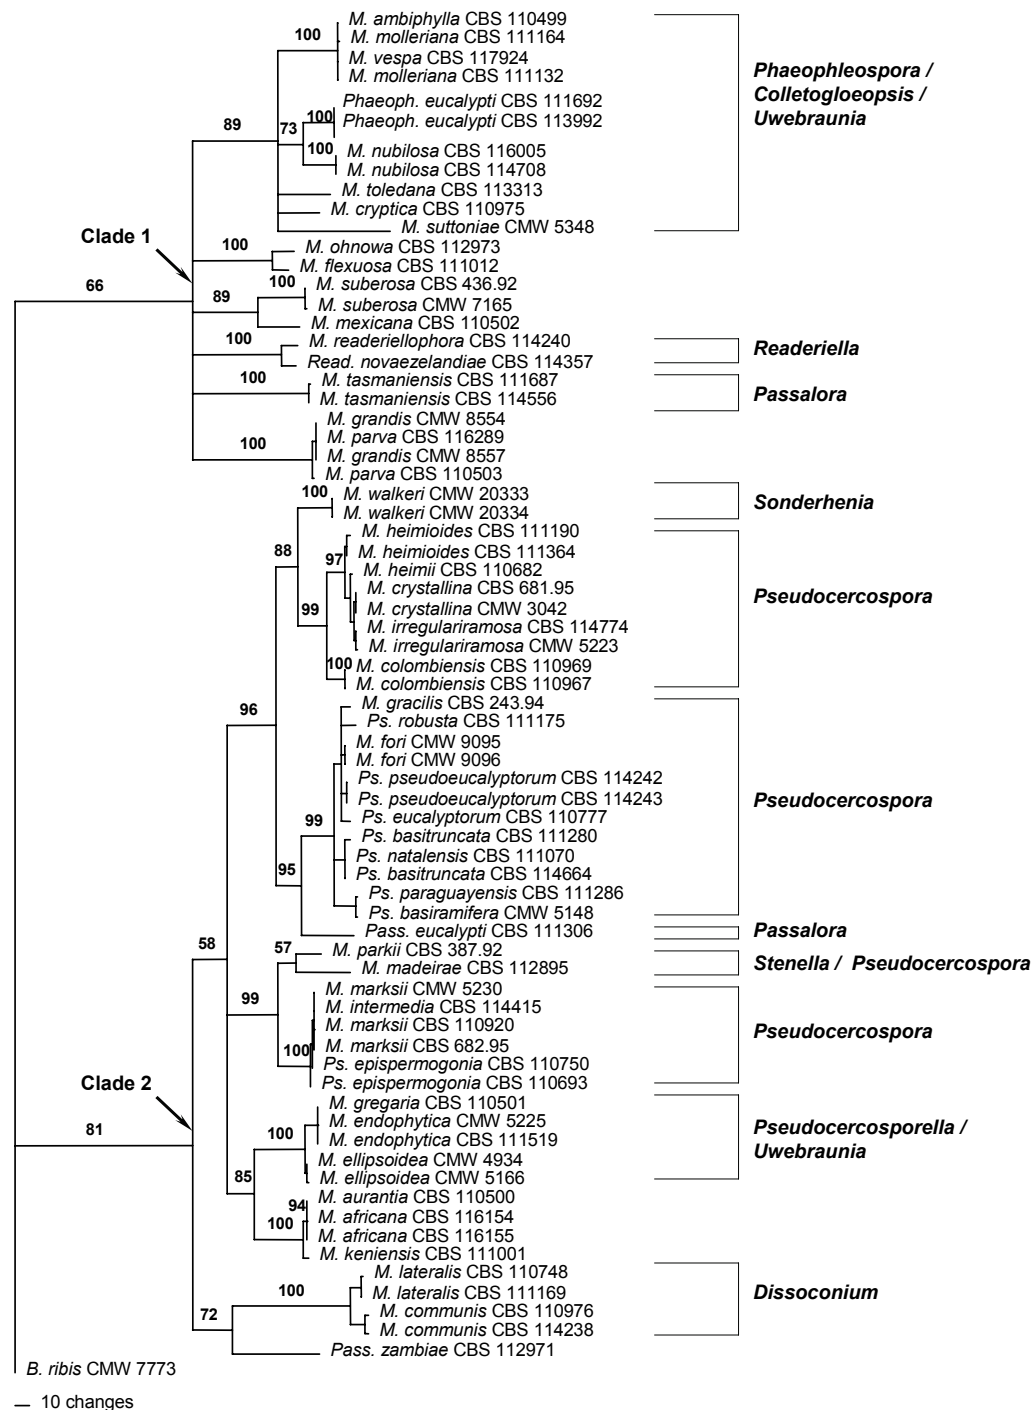 100
M. ambiphylla CBS 110499
M. molleriana CBS 111164
M. vespa CBS 117924
M. molleriana CBS 111132
Phaeophleospora /
Colletogloeopsis /
Uwebraunia
89
73
100
Phaeoph. eucalypti CBS 111692
Phaeoph. eucalypti CBS 113992
100
M. nubilosa CBS 116005
M. nubilosa CBS 114708
M. toledana CBS 113313
M. cryptica CBS 110975
M. suttoniae CMW 5348
Clade 1
66
100
M. ohnowa CBS 112973
M. flexuosa CBS 111012
89
100
M. suberosa CBS 436.92
M. suberosa CMW 7165
M. mexicana CBS 110502
100
M. readeriellophora CBS 114240
Read. novaezelandiae CBS 114357
Readeriella
100
M. tasmaniensis CBS 111687
M. tasmaniensis CBS 114556
Passalora
100
M. grandis CMW 8554
M. parva CBS 116289
M. grandis CMW 8557
M. parva CBS 110503
100
M. walkeri CMW 20333
M. walkeri CMW 20334
Sonderhenia
88
97
M. heimioides CBS 111190
M. heimioides CBS 111364
M. heimii CBS 110682
M. crystallina CBS 681.95
M. crystallina CMW 3042
M. irregulariramosa CBS 114774
M. irregulariramosa CMW 5223
99
100
M. colombiensis CBS 110969
M. colombiensis CBS 110967
Pseudocercospora
96
M. gracilis CBS 243.94
Ps. robusta CBS 111175
M. fori CMW 9095
M. fori CMW 9096
Ps. pseudoeucalyptorum CBS 114242
Ps. pseudoeucalyptorum CBS 114243
Ps. eucalyptorum CBS 110777
99
Ps. basitruncata CBS 111280
Ps. natalensis CBS 111070
Ps. basitruncata CBS 114664
95
Ps. paraguayensis CBS 111286
Ps. basiramifera CMW 5148
Pseudocercospora
Pass. eucalypti CBS 111306
Passalora
58
57
M. parkii CBS 387.92
M. madeirae CBS 112895
Stenella / Pseudocercospora
99
M. marksii CMW 5230
M. intermedia CBS 114415
M. marksii CBS 110920
M. marksii CBS 682.95
100
Ps. epispermogonia CBS 110750
Ps. epispermogonia CBS 110693
Pseudocercospora
Clade 2
81
M. gregaria CBS 110501
M. endophytica CMW 5225
100
M. endophytica CBS 111519
M. ellipsoidea CMW 4934
M. ellipsoidea CMW 5166
Pseudocercosporella /
Uwebraunia
85
94
M. aurantia CBS 110500
M. africana CBS 116154
100
M. africana CBS 116155
M. keniensis CBS 111001
72
100
M. lateralis CBS 110748
M. lateralis CBS 111169
M. communis CBS 110976
M. communis CBS 114238
Dissoconium
Pass. zambiae CBS 112971
B. ribis CMW 7773
10 changes